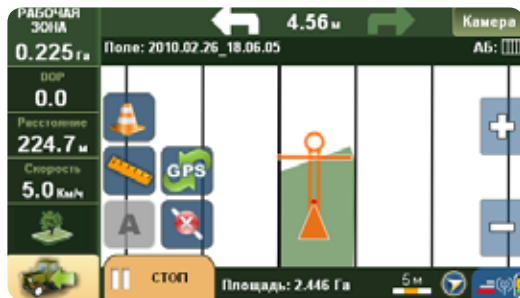 РАБОЧАЯ
ЗОНА
0.225 га
4.56 м
Камера
Поле: 2010.02.26_18.06.05
АБ:
DOP
0.0
Расстояние
224.7 м
Скорость
5.0 Км/ч
GPS
A
СТОП
Площадь: 2.446 Га
5 м